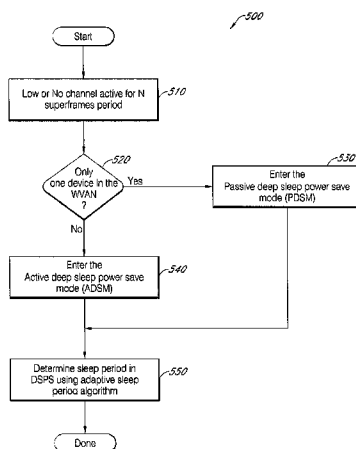 500
Start
Low or No channel active for N
superframes period
510
520
Only
one device in the
WVAN
?
Yes
No
530
Enter the
Passive deep sleep power save
mode (PDSM)
Enter the
Active deep sleep power save
mode (ADSM)
540
Determine sleep period in
DSPS using adaptive sleep
period algorithm
550
Done